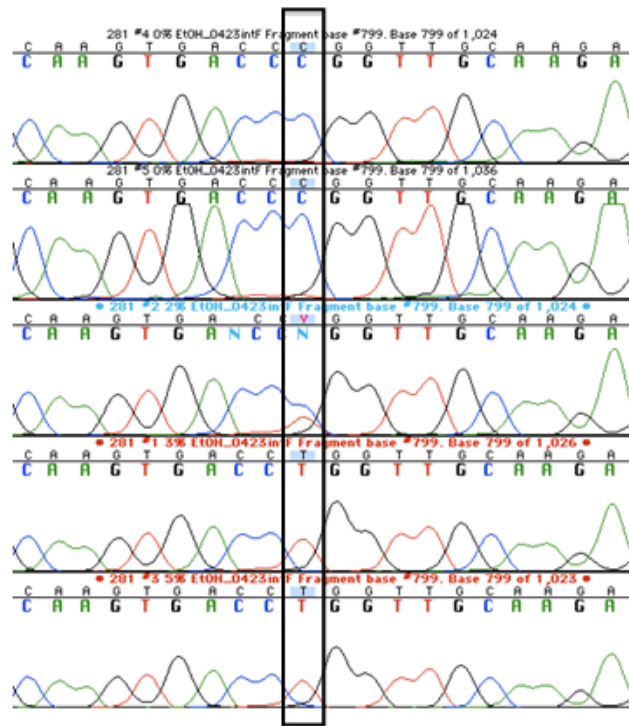 281 #4 0% EtOH_0423intF Fragment base #799. Base 799 of 1,024
C A A G T G A C C C G G T T G C A A G A
C A A G T G A C C C G G T T G C A A G A
281 #5 0% EtOH_0423intF Fragment base #799. Base 799 of 1,036
C A A G T G A C C C G G T T G C A A G A
C A A G T G A C C C G G T T G C A A G A
● 281 #2 2% EtOH_0423intF Fragment base #799. Base 799 of 1,024 ●
C A A G T G A C C Y G G T T G C A A G A
C A A G T G A N C C N G G T T G C A A G A
● 281 #1 3% EtOH_0423intF Fragment base #799. Base 799 of 1,026 ●
C A A G T G A C C T G G T T G C A A G A
C A A G T G A C C T G G T T G C A A G A
● 281 #3 5% EtOH_0423intF Fragment base #799. Base 799 of 1,023 ●
C A A G T G A C C T G G T T G C A A G A
C A A G T G A C C T G G T T G C A A G A